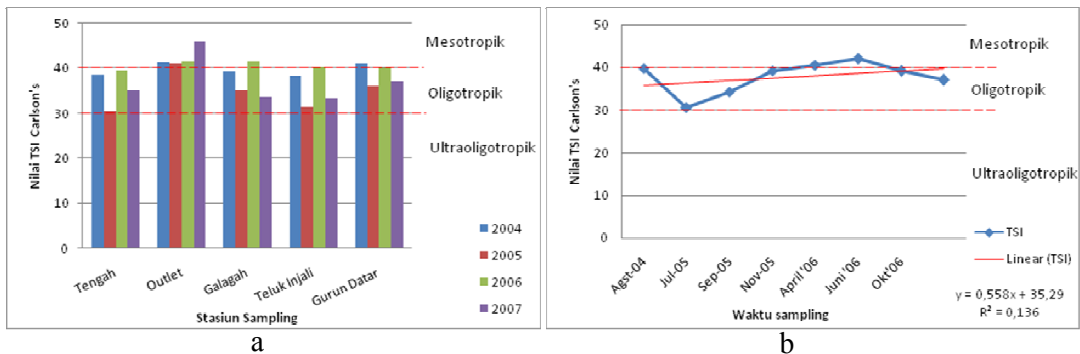 50
40
30
20
10
0
Nilai TSI Carlson's
Mesotropik
Oligotropik
Ultraoligotropik
Tengah
Outlet
Galagah
Teluk Injali
Gurun Datar
Stasiun Sampling
2004
2005
2006
2007
a
50
40
30
20
10
0
Nilai TSI Carlson's
Mesotropik
Oligotropik
Ultraoligotropik
Agst-04
Jul-05
Sep-05
Nov-05
April'06
Juni'06
Okt'06
Waktu sampling
TSI
Linear (TSI)
y = 0,558x + 35,29
R² = 0,136
b